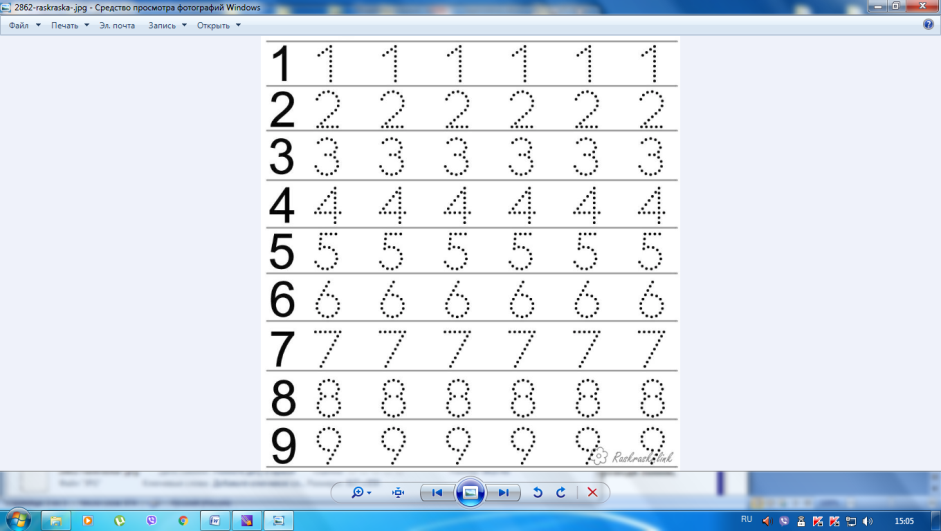 2862-raskraska-.jpg - Средство просмотра фотографий Windows
Файл Печать Эл. почта Запись Открыть
1 1 1 1 1 1 1
2 2 2 2 2 2 2
3 3 3 3 3 3 3
4 4 4 4 4 4 4
5 5 5 5 5 5 5
6 6 6 6 6 6 6
7 7 7 7 7 7 7
8 8 8 8 8 8 8
9 9 9 9 9 9 9
RU 15:05